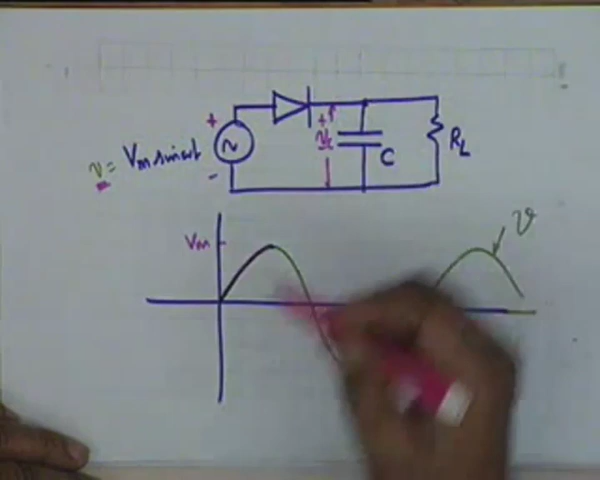 +
+
v = Vm sinωt
vc
C
RL
-
Vm
v